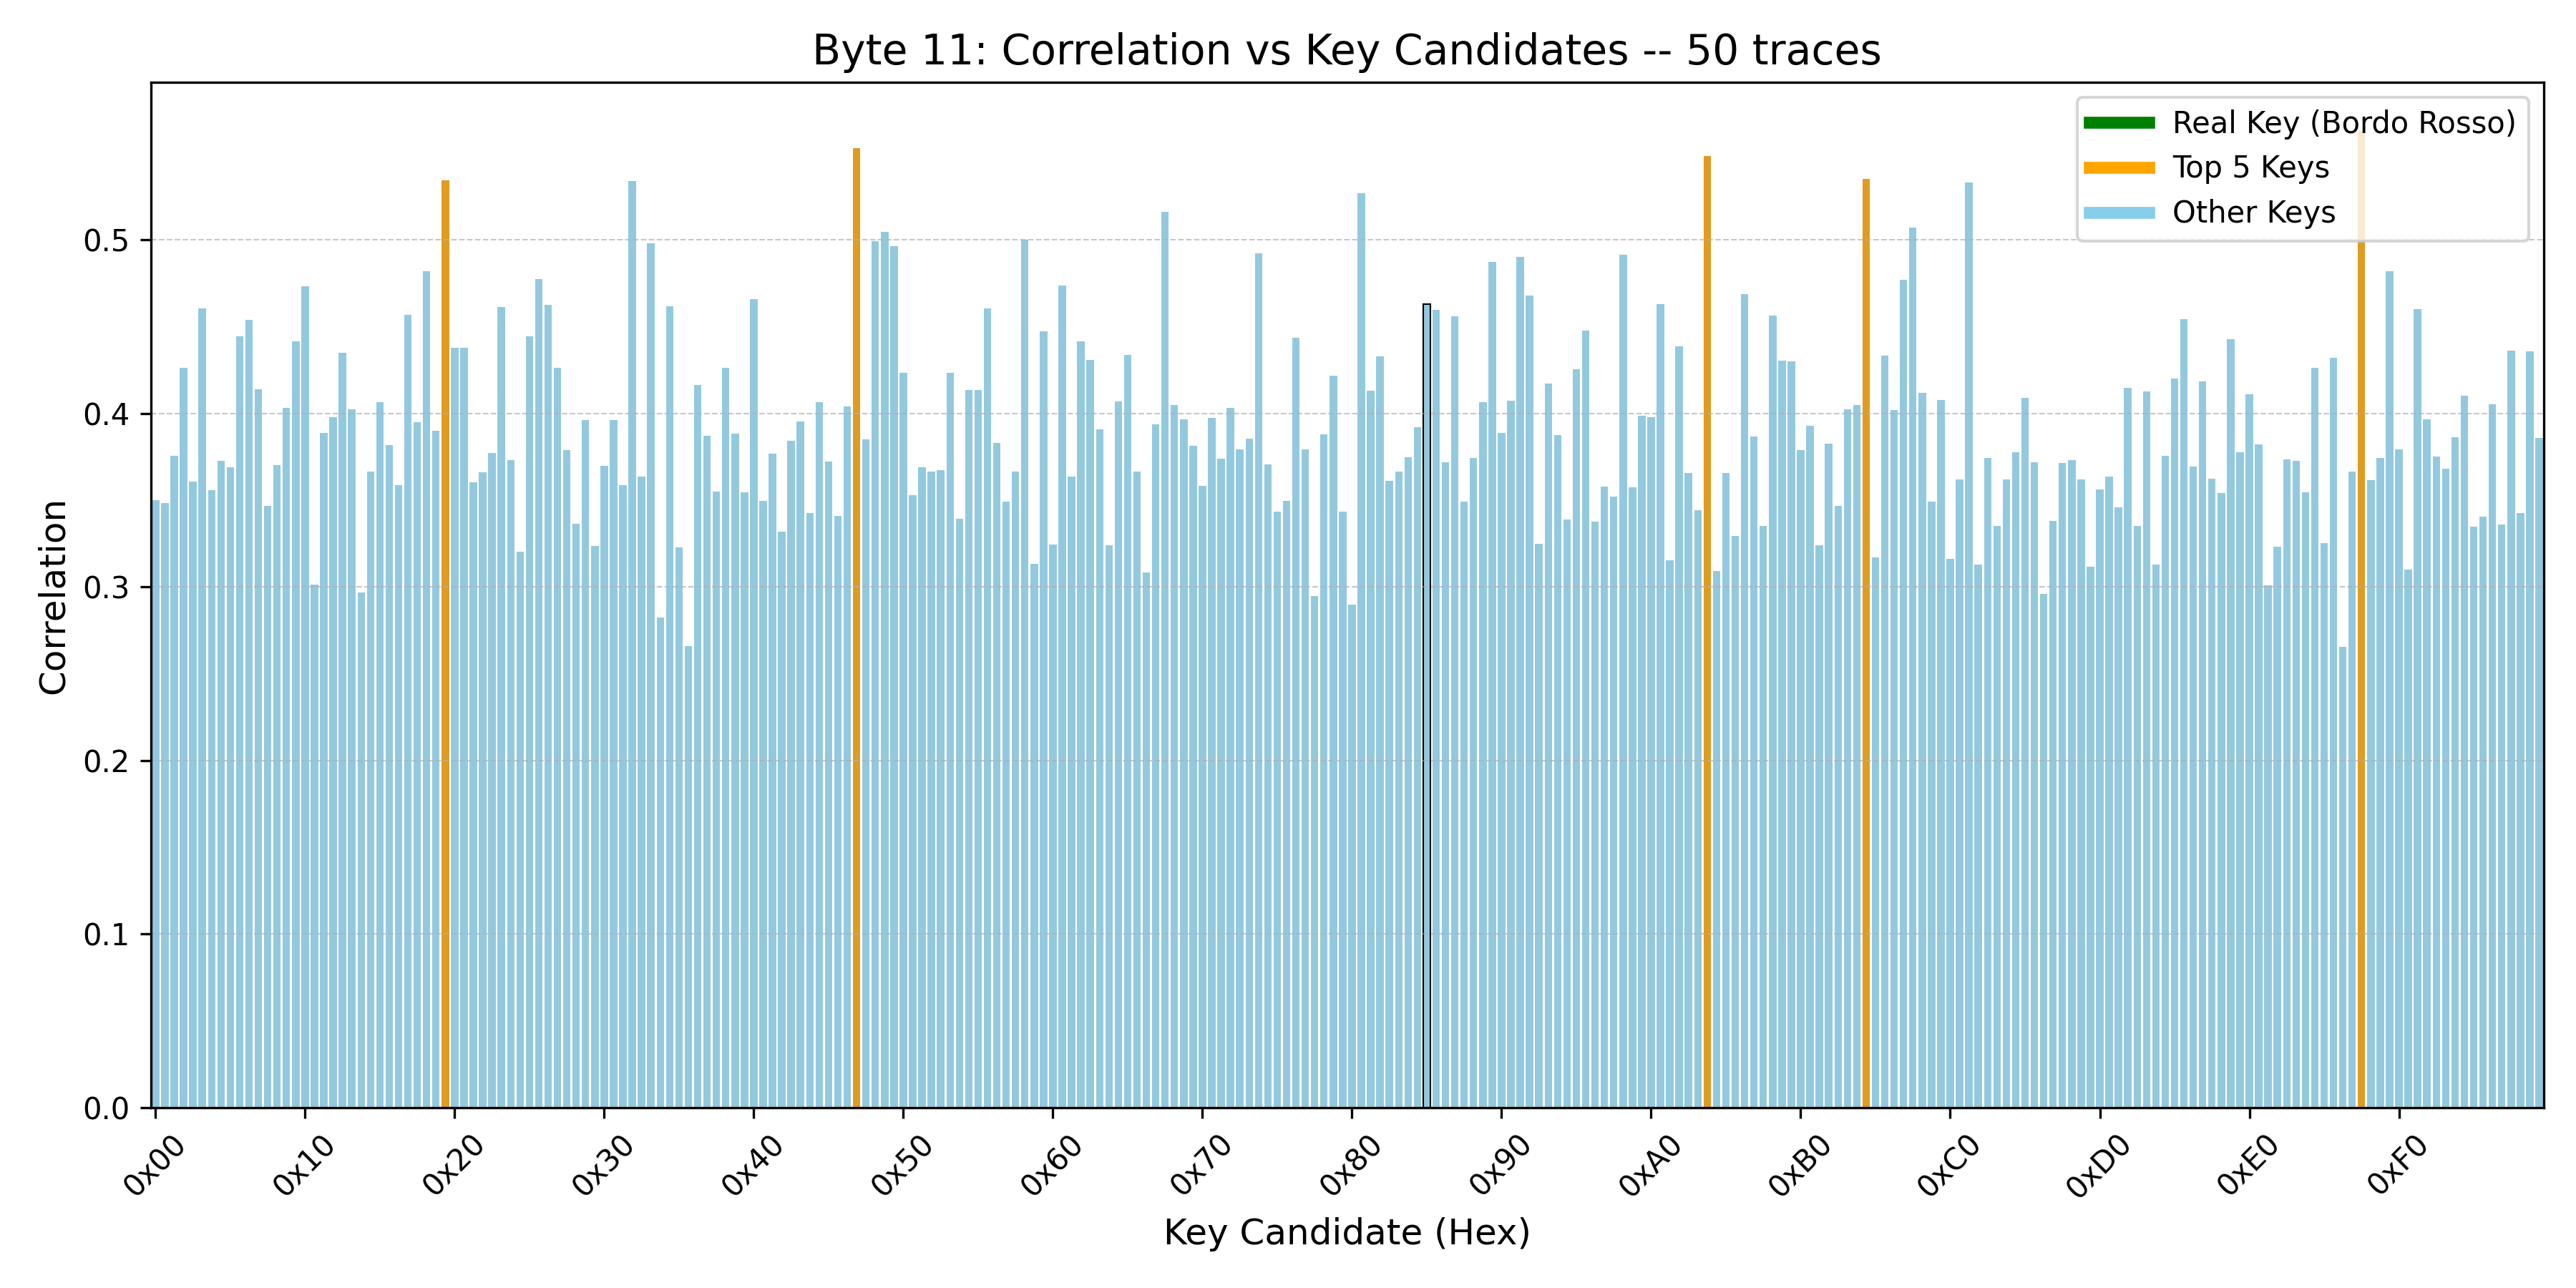 Byte 11: Correlation vs Key Candidates -- 50 traces
Real Key (Bordo Rosso)
Top 5 Keys
Other Keys
Correlation
0.5
0.4
0.3
0.2
0.1
0.0
0x00 0x10 0x20 0x30 0x40 0x50 0x60 0x70 0x80 0x90 0xA0 0xB0 0xC0 0xD0 0xE0 0xF0
Key Candidate (Hex)